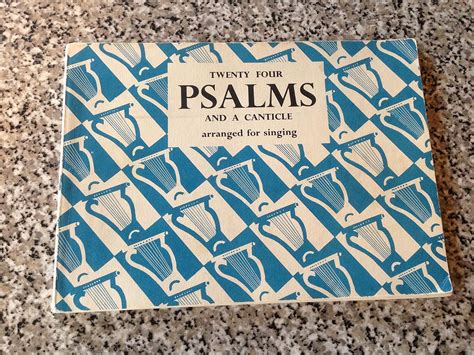 TWENTY FOUR
PSALMS
AND A CANTICLE
arranged for singing